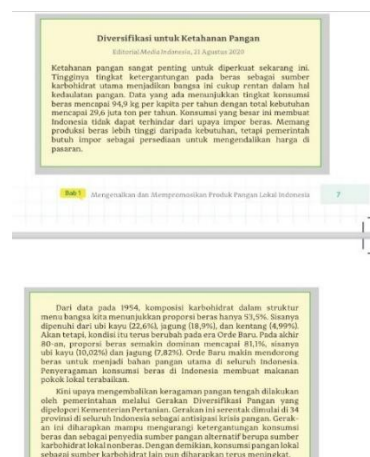 Diversifikasi untuk Ketahanan Pangan
Editorial Media Indonesia, 21 Agustus 2020
Ketahanan pangan sangat penting untuk diperkuat sekarang ini.
Tingginya tingkat ketergantungan pada beras sebagai sumber
karbohidrat utama menjadikan bangsa ini cukup rentan dalam hal
kedaulatan pangan. Data yang ada menunjukkan tingkat konsumsi
beras mencapai 94,9 kg per kapita per tahun dengan total kebutuhan
mencapai 29,6 juta ton per tahun. Konsumsi yang besar ini membuat
Indonesia tidak dapat terhindar dari upaya impor beras. Memang
produksi beras lebih tinggi daripada kebutuhan, tetapi pemerintah
butuh impor sebagai persediaan untuk mengendalikan harga di
pasaran.
Bab 1 Mengenalkan dan Mempromosikan Produk Pangan Lokal Indonesia 7
Dari data pada 1954, komposisi karbohidrat dalam struktur
menu bangsa kita menunjukkan proporsi beras hanya 53,5%. Sisanya
dipenuhi dari ubi kayu (22,6%), jagung (18,9%), dan kentang (4,99%).
Akan tetapi, kondisi itu terus berubah pada era Orde Baru. Pada akhir
80-an, proporsi beras semakin dominan mencapai 81,1%, sisanya
ubi kayu (10,02%) dan jagung (7,82%). Orde Baru makin mendorong
beras untuk menjadi bahan pangan utama di seluruh Indonesia.
Penyeragaman konsumsi beras di Indonesia membuat makanan
pokok lokal terabaikan.
Kini upaya mengembalikan keragaman pangan tengah dilakukan
oleh pemerintahan melalui Gerakan Diversifikasi Pangan yang
dipelopori Kementerian Pertanian. Gerakan ini serentak dimulai di 34
provinsi di seluruh Indonesia sebagai antisipasi krisis pangan. Gerak-
an ini diharapkan mampu mengurangi ketergantungan konsumsi
beras dan sebagai penyedia sumber pangan alternatif berupa sumber
karbohidrat lokal nonberas. Dengan demikian, konsumsi pangan lokal
sebagai sumber karbohidrat lain pun diharapkan terus meningkat.